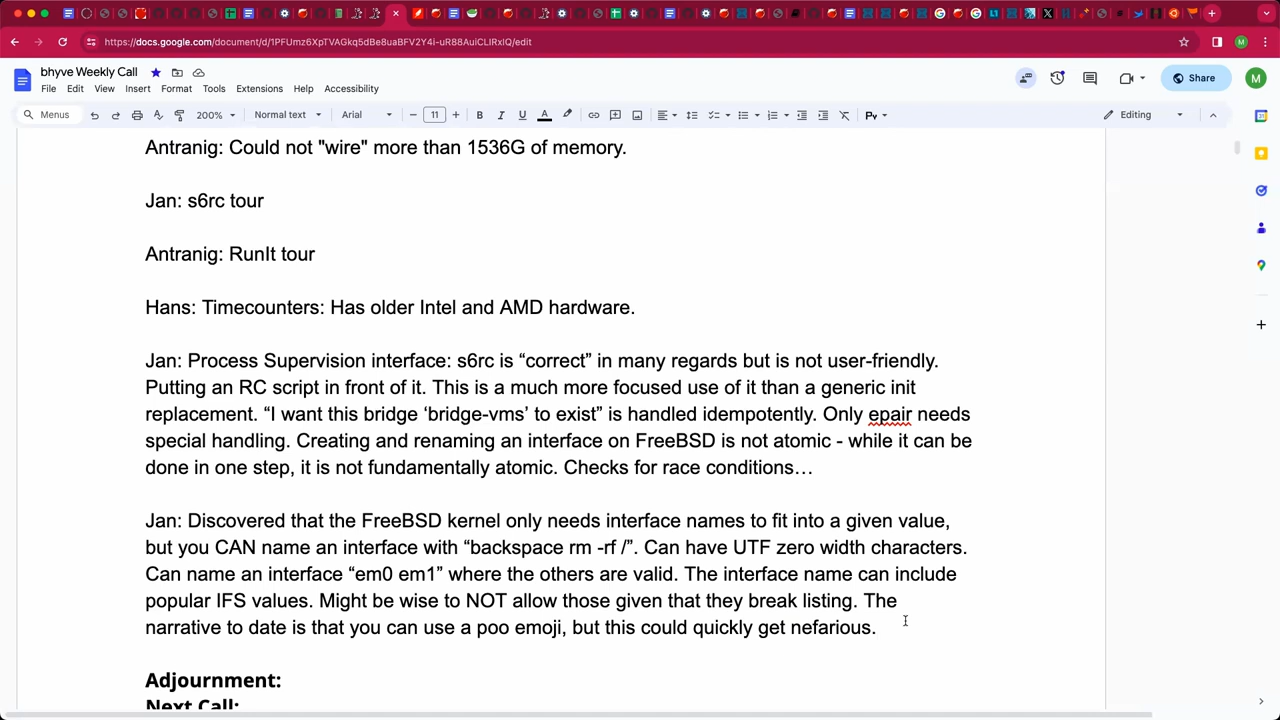 https://docs.google.com/document/d/1PFUmz6XpTVAGkq5dBe8uaBFV2Y4i-uR88AuiCLIRxIQ/edit
M
bhyve Weekly Call
File Edit View Insert Format Tools Extensions Help Accessibility
Share
M
Menus 200% Normal text Arial 11 B I U A Editing
Antranig: Could not "wire" more than 1536G of memory.
Jan: s6rc tour
Antranig: RunIt tour
Hans: Timecounters: Has older Intel and AMD hardware.
Jan: Process Supervision interface: s6rc is “correct” in many regards but is not user-friendly.
Putting an RC script in front of it. This is a much more focused use of it than a generic init
replacement. “I want this bridge ‘bridge-vms’ to exist” is handled idempotently. Only epair needs
special handling. Creating and renaming an interface on FreeBSD is not atomic - while it can be
done in one step, it is not fundamentally atomic. Checks for race conditions…
Jan: Discovered that the FreeBSD kernel only needs interface names to fit into a given value,
but you CAN name an interface with “backspace rm -rf /”. Can have UTF zero width characters.
Can name an interface “em0 em1” where the others are valid. The interface name can include
popular IFS values. Might be wise to NOT allow those given that they break listing. The
narrative to date is that you can use a poo emoji, but this could quickly get nefarious.
Adjournment:
Next Call: